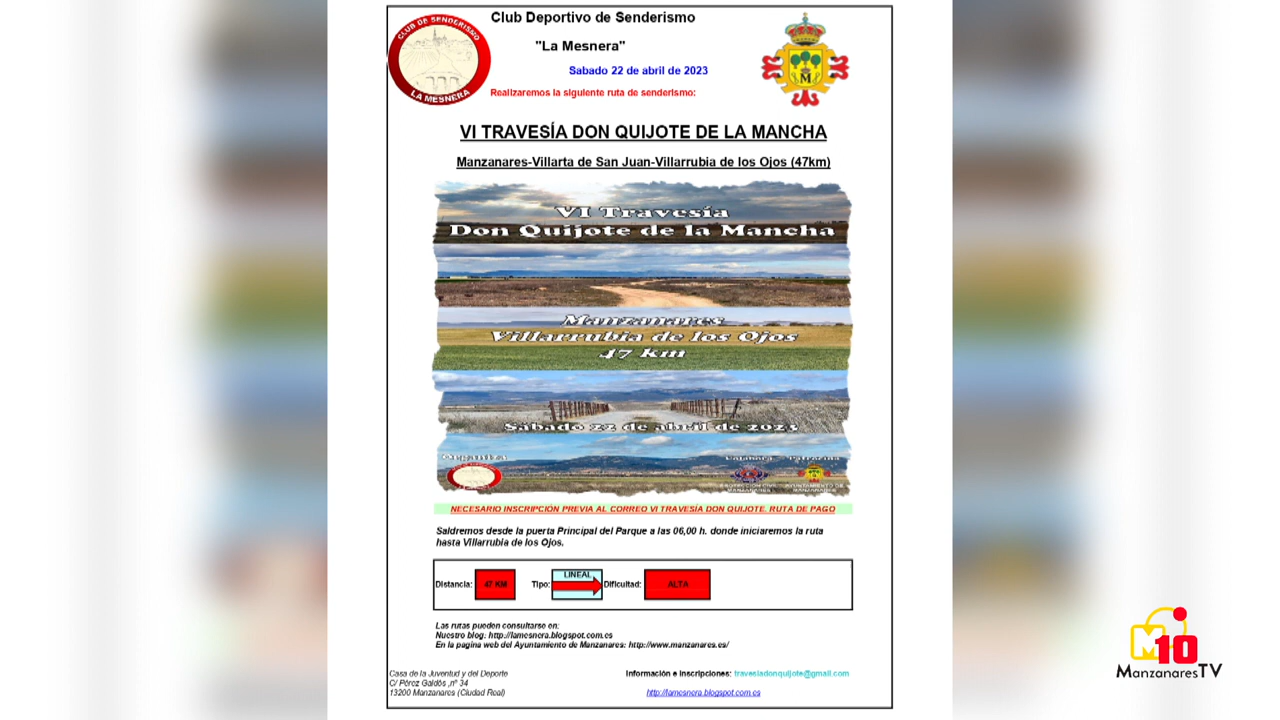 CLUB DE SENDERISMO
LA MESNERA
Club Deportivo de Senderismo
"La Mesnera"
Sabado 22 de abril de 2023
Realizaremos la siguiente ruta de senderismo:
M
VI TRAVESÍA DON QUIJOTE DE LA MANCHA
Manzanares-Villarta de San Juan-Villarrubia de los Ojos (47km)
VI Travesía
Don Quijote de la Mancha
Manzanares
Villarrubia de los Ojos
47 km
Sábado 22 de abril de 2023
Organiza
NECESARIO INSCRIPCIÓN PREVIA AL CORREO VI TRAVESÍA DON QUIJOTE. RUTA DE PAGO
Saldremos desde la puerta Principal del Parque a las 06,00 h. donde iniciaremos la ruta
hasta Villarrubia de los Ojos.
Distancia: 47 KM Tipo: LINEAL Dificultad: ALTA
Las rutas pueden consultarse en:
Nuestro blog: http://lamesnera.blogspot.com.es
En la pagina web del Ayuntamiento de Manzanares: http://www.manzanares.es/
Casa de la Juventud y del Deporte
C/ Pérez Galdós ,nº 34
13200 Manzanares (Ciudad Real)
Información e inscripciones: travesiadonquijote@gmail.com
http://lamesnera.blogspot.com.es
M10
ManzanaresTV